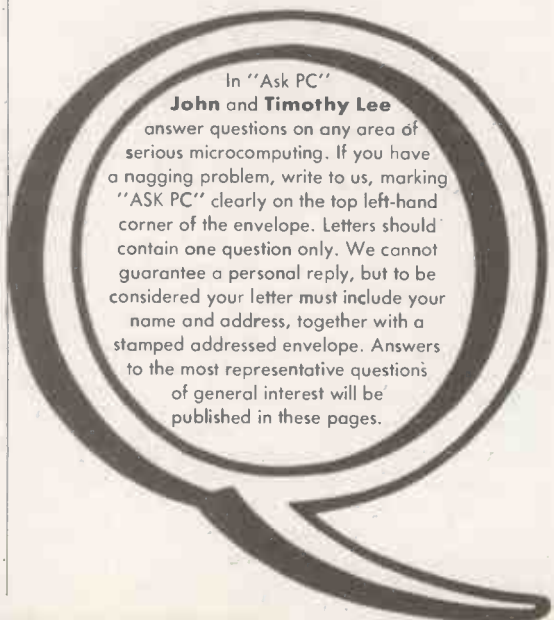 In "Ask PC"
John and Timothy Lee
answer questions on any area of
serious microcomputing. If you have
a nagging problem, write to us, marking
"ASK PC" clearly on the top left-hand
corner of the envelope. Letters should
contain one question only. We cannot
guarantee a personal reply, but to be
considered your letter must include your
name and address, together with a
stamped addressed envelope. Answers
to the most representative questions
of general interest will be
published in these pages.